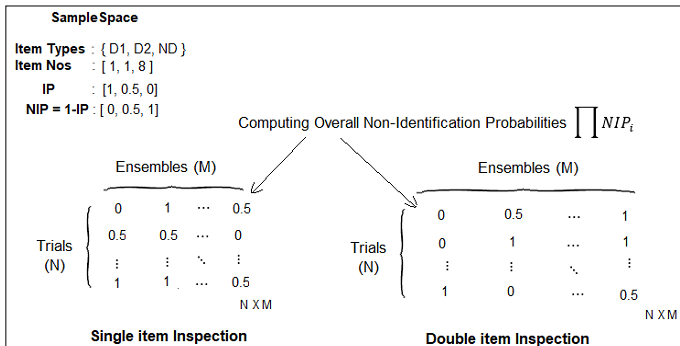 Sample Space
Item Types : { D1, D2, ND }
Item Nos : [ 1, 1, 8 ]
IP : [1, 0.5, 0]
NIP = 1-IP : [ 0, 0.5, 1]
Computing Overall Non-Identification Probabilities ∏ NIPᵢ
Ensembles (M)
0 1 ... 0.5
0.5 0.5 ... 0
⋮ ⋮ ⋱ ⋮
1 1 ... 0.5
Trials
(N)
N X M
Single item Inspection
Ensembles (M)
0 0.5 ... 1
0 1 ... 1
⋮ ⋮ ⋱ ⋮
1 0 ... 0.5
Trials
(N)
N X M
Double item Inspection